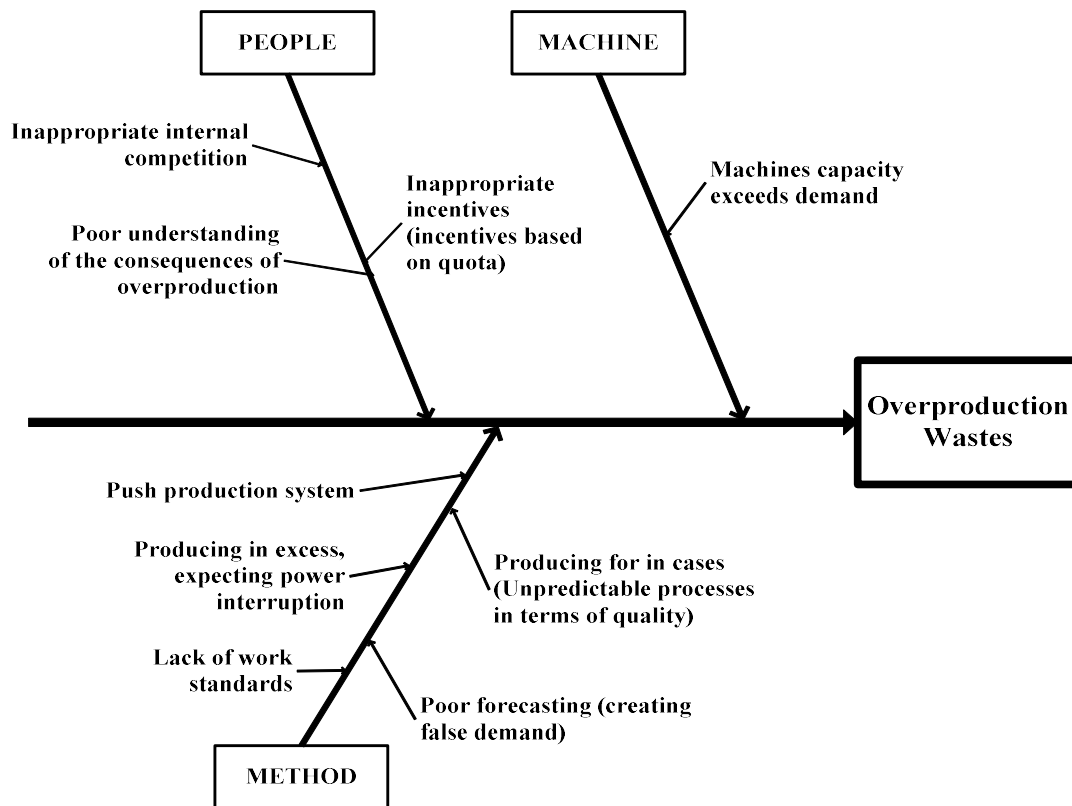 PEOPLE
MACHINE
Inappropriate internal
competition
Inappropriate
incentives
(incentives based
on quota)
Poor understanding
of the consequences of
overproduction
Machines capacity
exceeds demand
Overproduction
Wastes
Push production system
Producing in excess,
expecting power
interruption
Producing for in cases
(Unpredictable processes
in terms of quality)
Lack of work
standards
Poor forecasting (creating
false demand)
METHOD